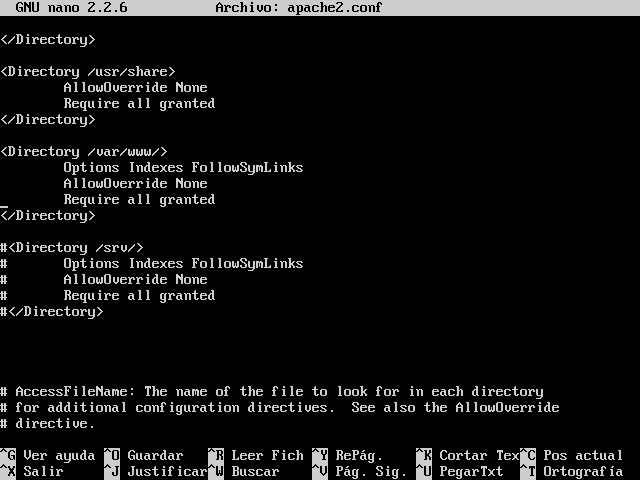 GNU nano 2.2.6 Archivo: apache2.conf
</Directory>
<Directory /usr/share>
AllowOverride None
Require all granted
</Directory>
<Directory /var/www/>
Options Indexes FollowSymLinks
AllowOverride None
Require all granted
</Directory>
#<Directory /srv/>
# Options Indexes FollowSymLinks
# AllowOverride None
# Require all granted
#</Directory>
# AccessFileName: The name of the file to look for in each directory
# for additional configuration directives.  See also the AllowOverride
# directive.
^G Ver ayuda ^O Guardar ^R Leer Fich ^Y RePág. ^K Cortar Tex ^C Pos actual
^X Salir ^J Justificar ^W Buscar ^V Pág. Sig. ^U PegarTxt ^T Ortografía